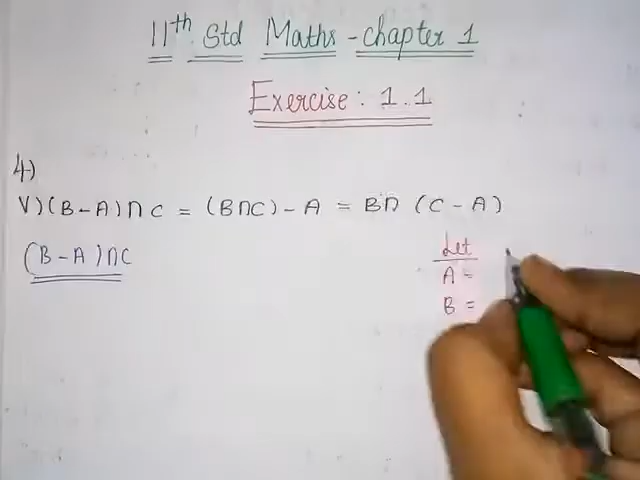 11th Std Maths - chapter 1
Exercise : 1.1
4)
V) (B - A) ∩ C = (B∩C) - A = B∩ (C - A)
(B - A) ∩C
Let
A =
B =